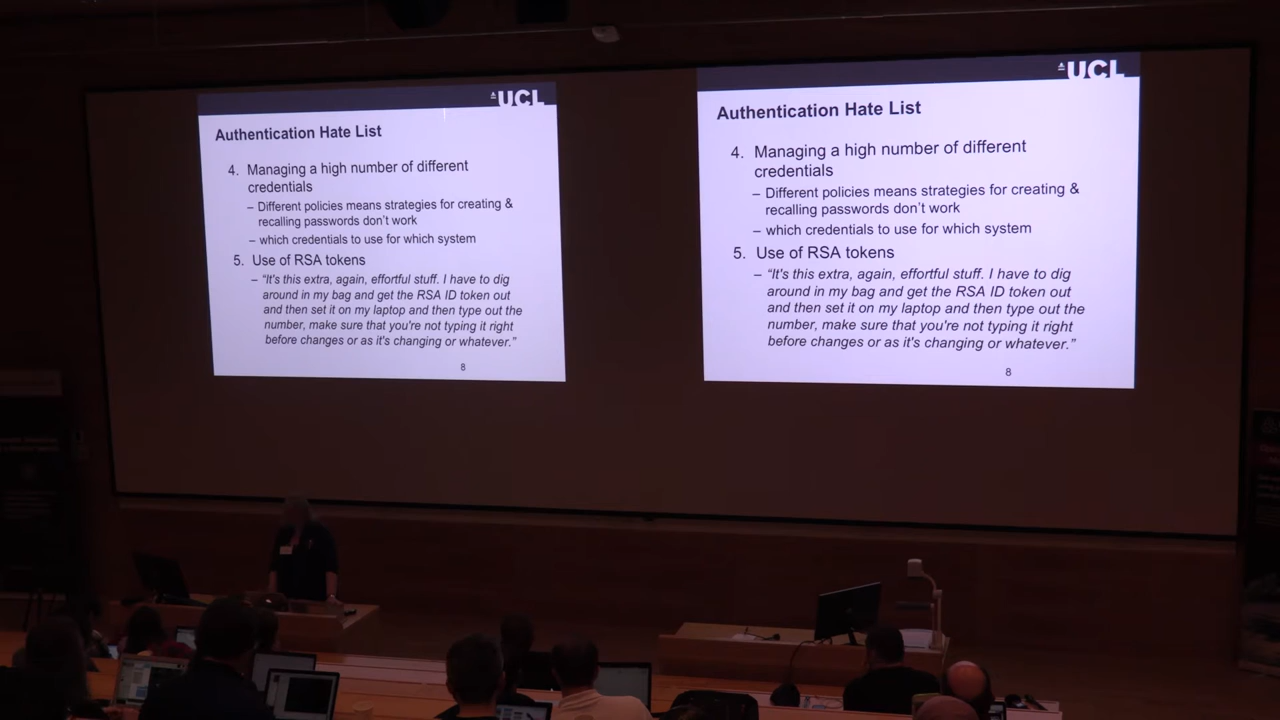 UCL
Authentication Hate List
4. Managing a high number of different
credentials
– Different policies means strategies for creating &
recalling passwords don't work
– which credentials to use for which system
5. Use of RSA tokens
– "It's this extra, again, effortful stuff. I have to dig
around in my bag and get the RSA ID token out
and then set it on my laptop and then type out the
number, make sure that you're not typing it right
before changes or as it's changing or whatever."
8
UCL
Authentication Hate List
4. Managing a high number of different
credentials
– Different policies means strategies for creating &
recalling passwords don't work
– which credentials to use for which system
5. Use of RSA tokens
– "It's this extra, again, effortful stuff. I have to dig
around in my bag and get the RSA ID token out
and then set it on my laptop and then type out the
number, make sure that you're not typing it right
before changes or as it's changing or whatever."
8